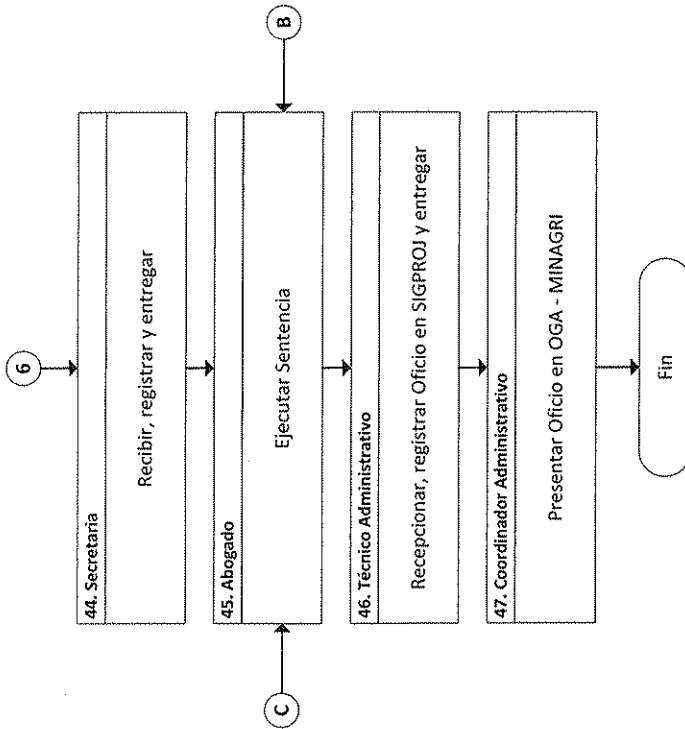 6
44. Secretaria
Recibir, registrar y entregar
C
45. Abogado
Ejecutar Sentencia
B
46. Técnico Administrativo
Recepcionar, registrar Oficio en SIGPROJ y entregar
47. Coordinador Administrativo
Presentar Oficio en OGA - MINAGRI
Fin